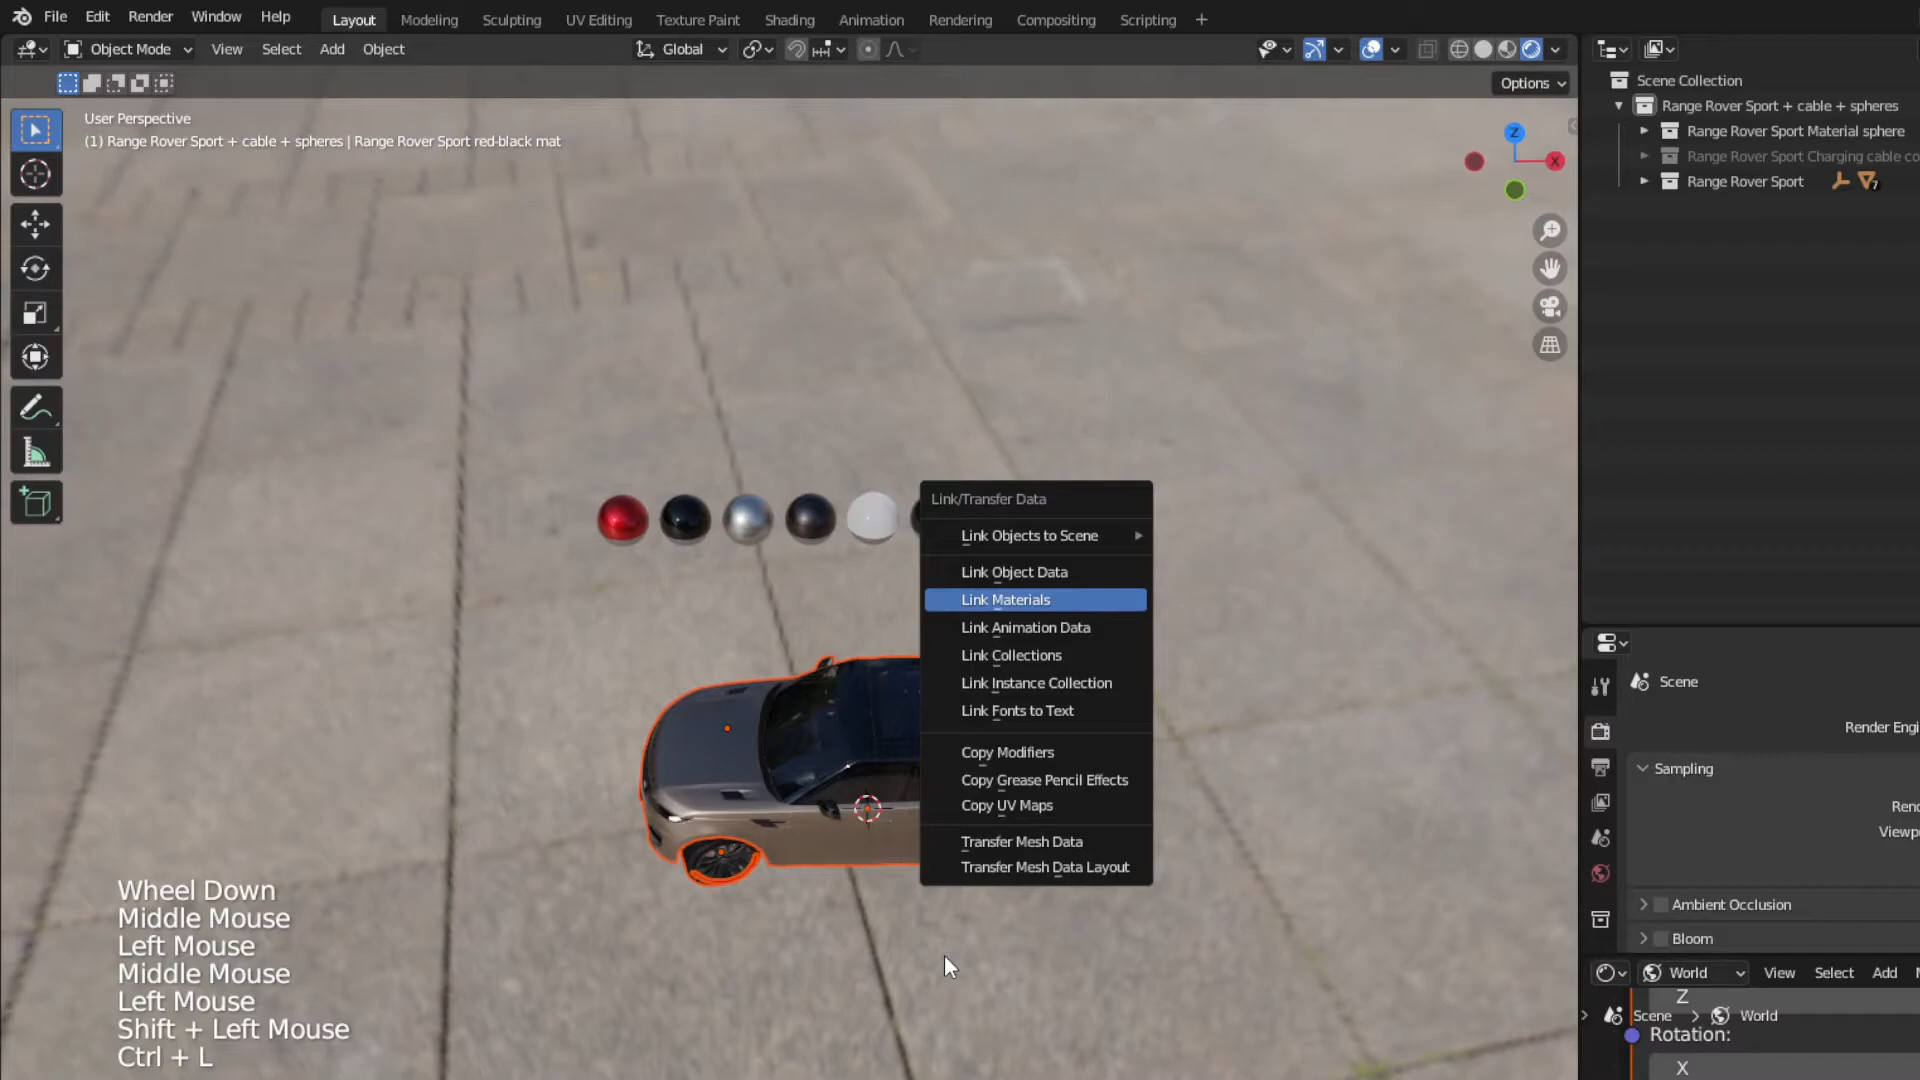 File Edit Render Window Help Layout Modeling Sculpting UV Editing Texture Paint Shading Animation Rendering Compositing Scripting +
Object Mode View Select Add Object Global
Options
User Perspective
(1) Range Rover Sport + cable + spheres | Range Rover Sport red-black mat
Z
X
Scene Collection
Range Rover Sport + cable + spheres
Range Rover Sport Material sphere
Range Rover Sport Charging cable co
Range Rover Sport 7
Link/Transfer Data
Link Objects to Scene
Link Object Data
Link Materials
Link Animation Data
Link Collections
Link Instance Collection
Link Fonts to Text
Copy Modifiers
Copy Grease Pencil Effects
Copy UV Maps
Transfer Mesh Data
Transfer Mesh Data Layout
Wheel Down
Middle Mouse
Left Mouse
Middle Mouse
Left Mouse
Shift + Left Mouse
Ctrl + L
Scene
Render Engi
Sampling
Rend
Viewp
Ambient Occlusion
Bloom
World View Select Add
Z
Scene > World
Rotation:
X